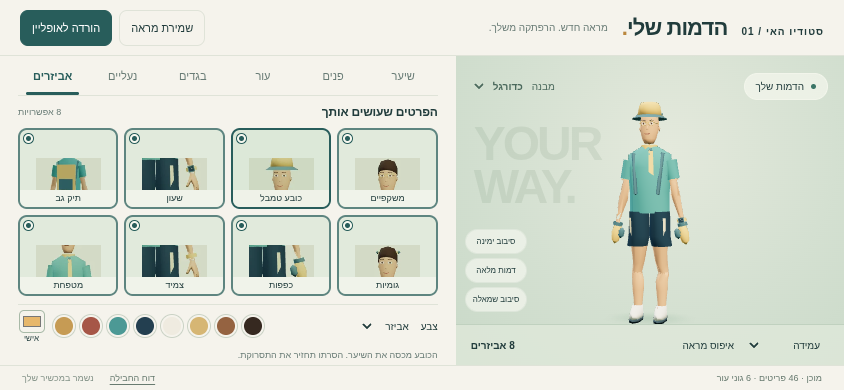 סטודיו האי / 01
הדמות שלי.
מראה חדש. הרפתקה משלך.
שמירת מראה
הורדה לאופליין
הדמות שלך
מבנה
כדורגל
YOUR
WAY.
סיבוב ימינה
דמות מלאה
סיבוב שמאלה
עמידה
איפוס מראה
8 אביזרים
שיער
פנים
עור
בגדים
נעליים
אביזרים
הפרטים שעושים אותך
8 אפשרויות
משקפיים
כובע טמבל
שעון
תיק גב
גומיות
כפפות
צמיד
מטפחת
צבע
אביזר
אישי
הכובע מכסה את השיער. הסרתו תחזיר את התסרוקת.
מוכן · 46 פריטים · 6 גוני עור
דוח החבילה
נשמר במכשיר שלך